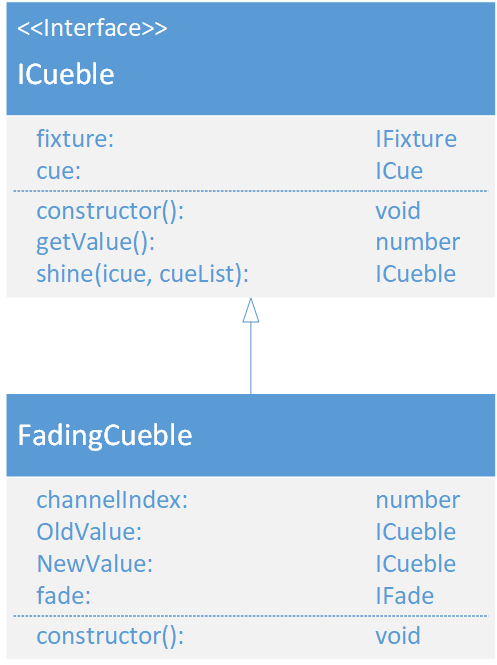 <<Interface>>
ICueble
fixture: IFixture
cue: ICue
constructor(): void
getValue(): number
shine(icue, cueList): ICueble
FadingCueble
channelIndex: number
OldValue: ICueble
NewValue: ICueble
fade: IFade
constructor(): void